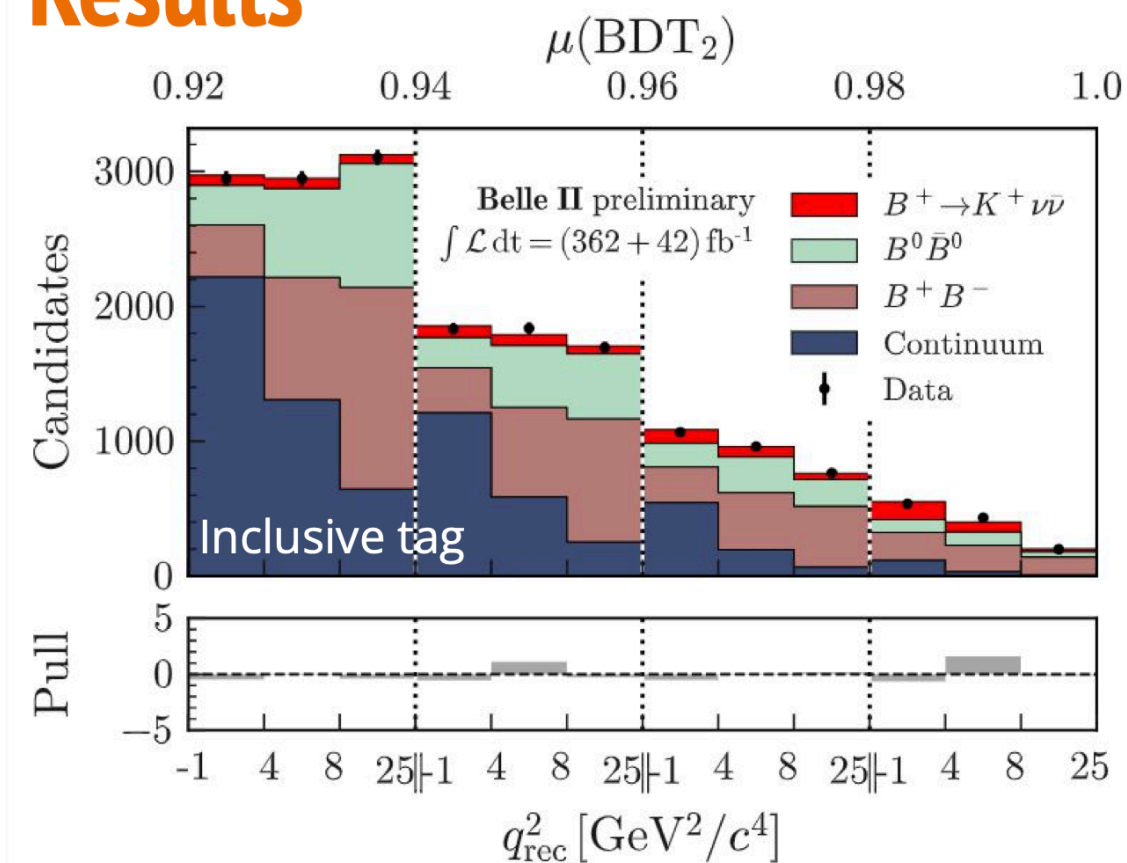 Results
μ(BDT₂)
0.92 0.94 0.96 0.98 1.0
Candidates
3000
2000
1000
0
Belle II preliminary
∫ ℒ dt = (362 + 42) fb⁻¹
B⁺→K⁺νν̄
B⁰B̄⁰
B⁺B⁻
Continuum
Data
Inclusive tag
Pull
5
0
−5
-1 4 8 25||-1 4 8 25||-1 4 8 25||-1 4 8 25
q²rec [GeV²/c⁴]